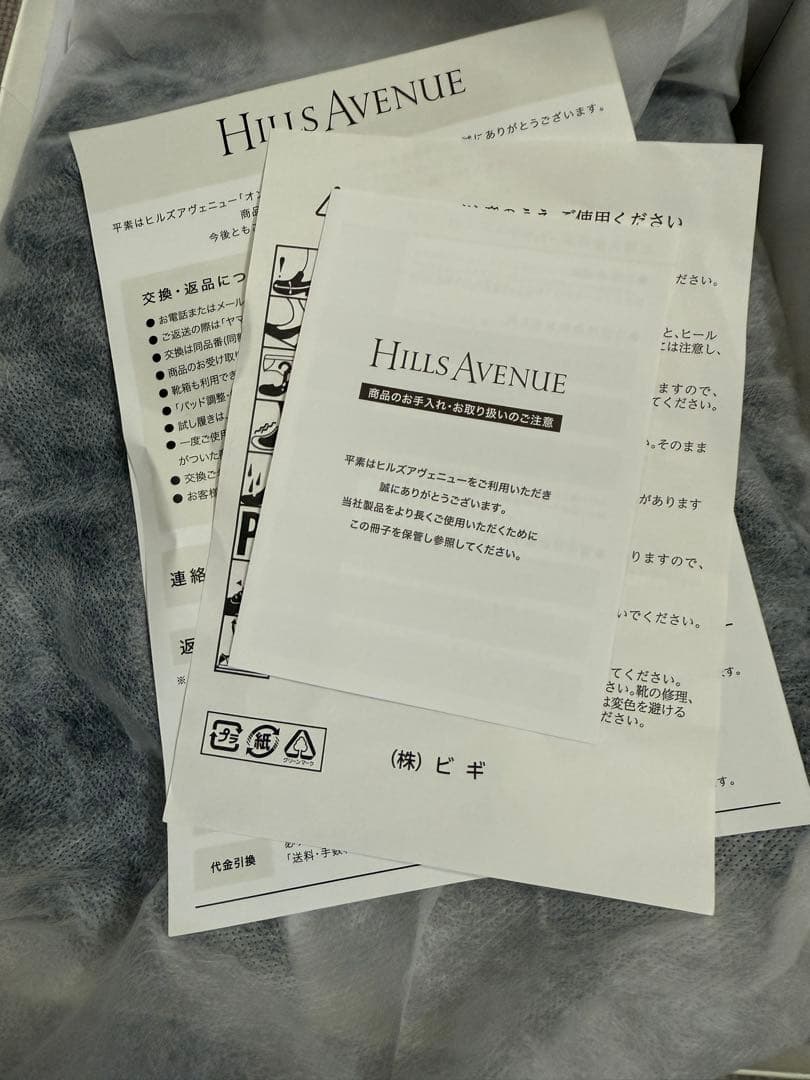 HILLS AVENUE
誠にありがとうございます。
平素はヒルズアヴェニュー「オン
商品
今後とも
交換・返品につ
●お電話またはメール
●ご返送の際は「ヤマ
●交換は同品番(同
●商品のお受け取り
●靴箱も利用でき
●「パッド調整・
●試し履きは、
●一度ご使用
がついた
●交換ご
●お客様
連絡
返
※
代金引換
「送料・手数
ご使用ください
ださい。
と、ヒール
には注意し、
ますので、
てください。
い。そのまま
があります
りますので、
いでください。
てください。
さい。靴の修理、
は変色を避ける
ださい。
す。
す。
P
プラ
紙
グリーンマーク
(株) ビギ
HILLS AVENUE
商品のお手入れ・お取り扱いのご注意
平素はヒルズアヴェニューをご利用いただき
誠にありがとうございます。
当社製品をより長くご使用いただくために
この冊子を保管し参照してください。